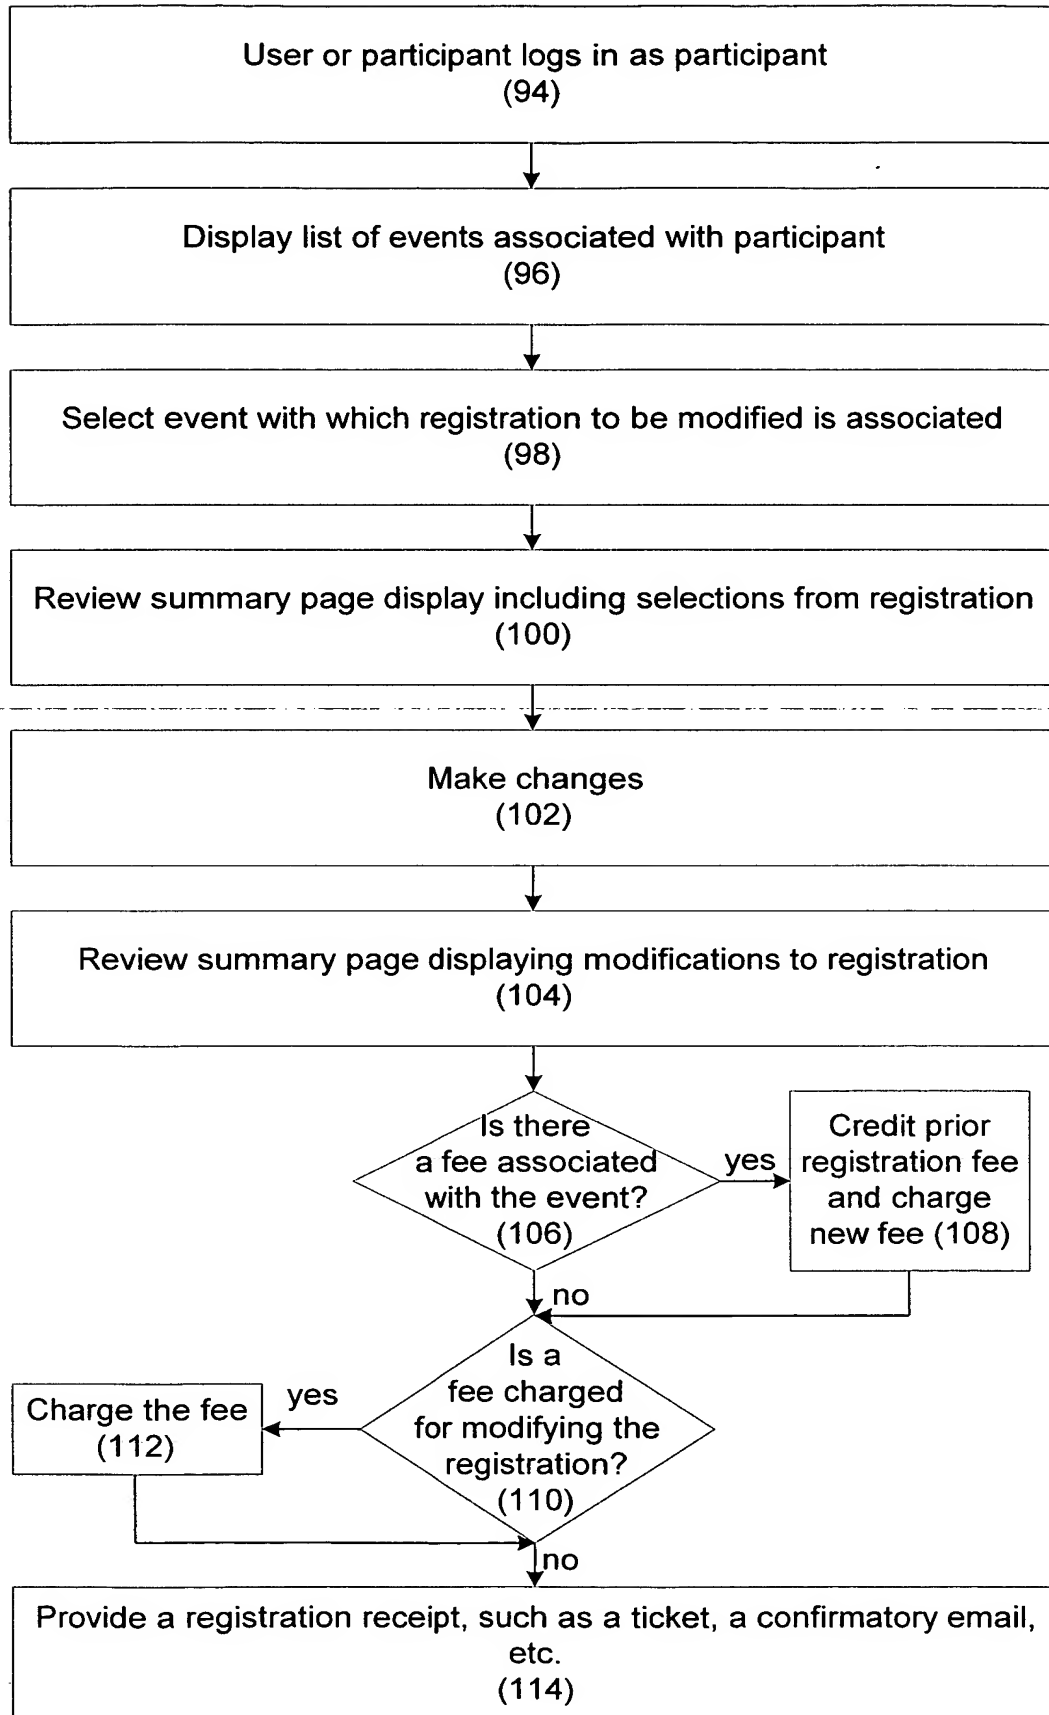 User or participant logs in as participant
(94)
Display list of events associated with participant
(96)
Select event with which registration to be modified is associated
(98)
Review summary page display including selections from registration
(100)
Make changes
(102)
Review summary page displaying modifications to registration
(104)
Is there
a fee associated
with the event?
(106)
yes
Credit prior
registration fee
and charge
new fee (108)
no
Is a
fee charged
for modifying the
registration?
(110)
yes
Charge the fee
(112)
no
Provide a registration receipt, such as a ticket, a confirmatory email,
etc.
(114)